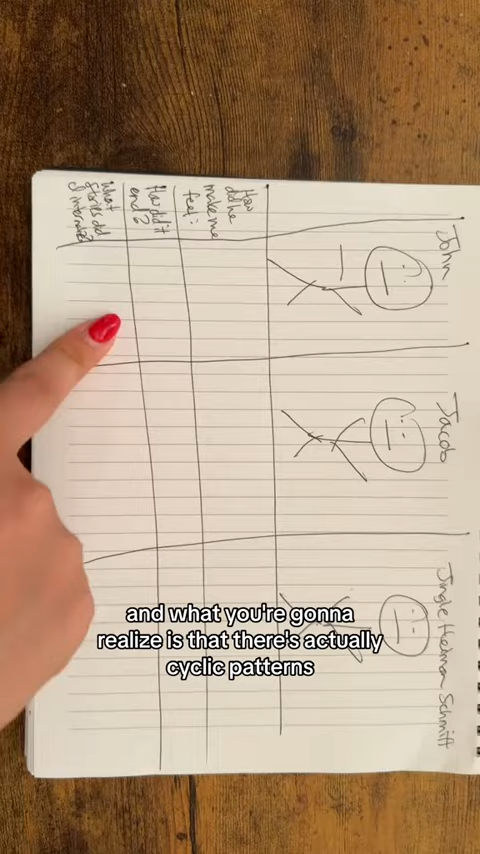 John
Jacob
Jingle Heimer Schmitt
How
did he
make me
feel?
How did it
end?
What
stories did
I internalize?
and what you're gonna
realize is that there's actually
cyclic patterns